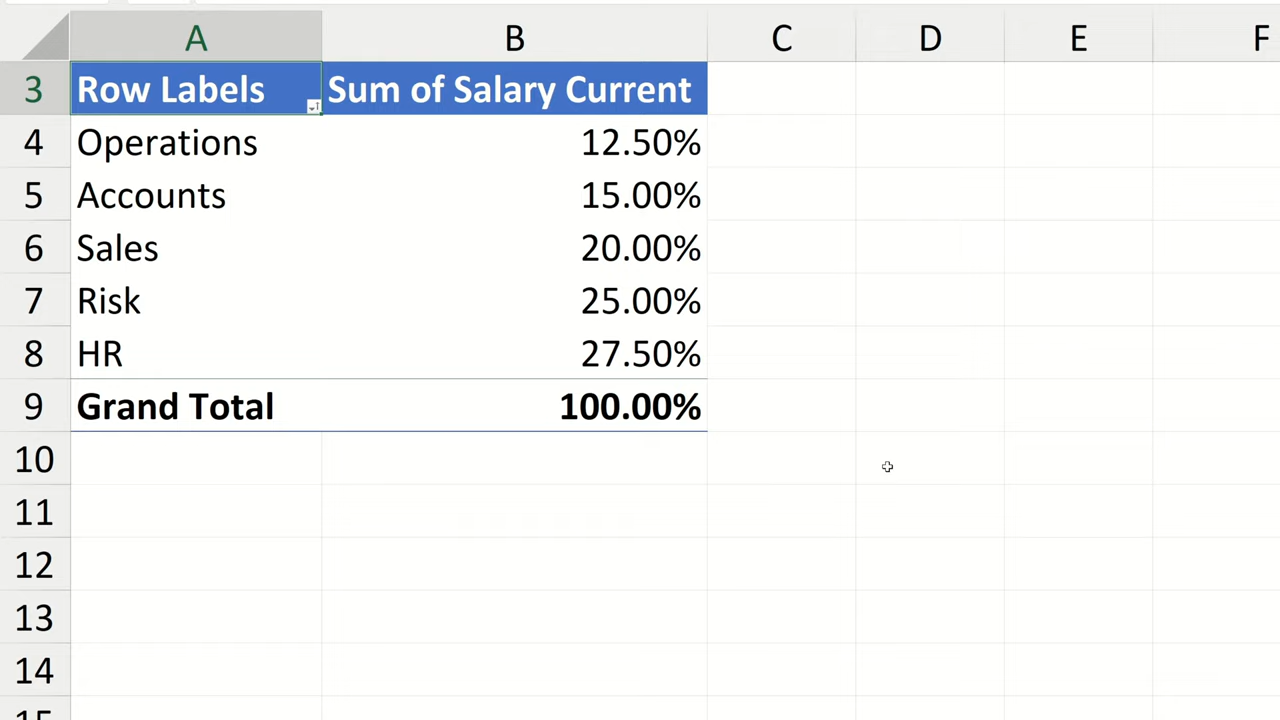 A B C D E F
3 Row Labels Sum of Salary Current
4 Operations 12.50%
5 Accounts 15.00%
6 Sales 20.00%
7 Risk 25.00%
8 HR 27.50%
9 Grand Total 100.00%
10
11
12
13
14
15